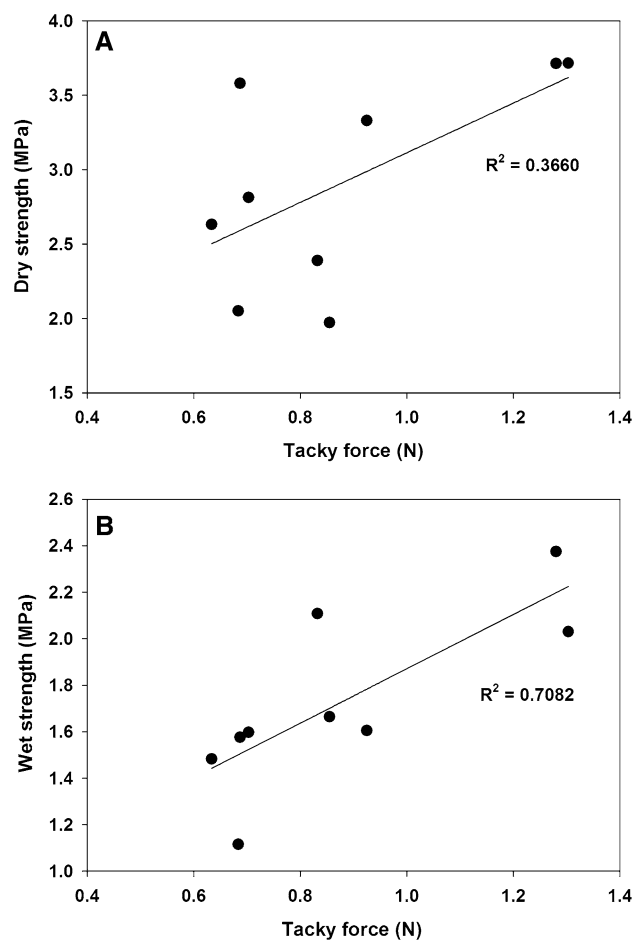 A
4.0
3.5
3.0
2.5
2.0
1.5
Dry strength (MPa)
R² = 0.3660
0.4 0.6 0.8 1.0 1.2 1.4
Tacky force (N)
B
2.6
2.4
2.2
2.0
1.8
1.6
1.4
1.2
1.0
Wet strength (MPa)
R² = 0.7082
0.4 0.6 0.8 1.0 1.2 1.4
Tacky force (N)